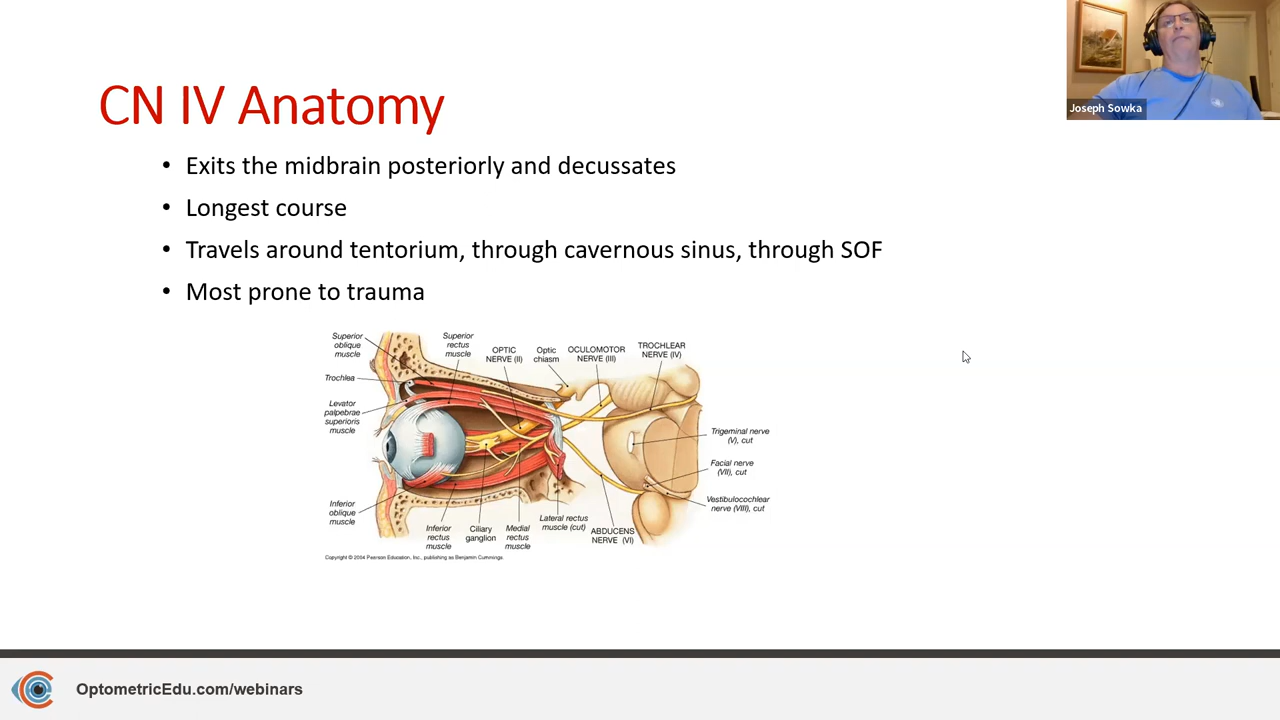 Joseph Sowka
CN IV Anatomy
• Exits the midbrain posteriorly and decussates
• Longest course
• Travels around tentorium, through cavernous sinus, through SOF
• Most prone to trauma
Superior
oblique
muscle
Superior
rectus
muscle
OPTIC
NERVE (II)
Optic
chiasm
OCULOMOTOR
NERVE (III)
TROCHLEAR
NERVE (IV)
Trochlea
Levator
palpebrae
superioris
muscle
Trigeminal nerve
(V), cut
Facial nerve
(VII), cut
Vestibulocochlear
nerve (VIII), cut
Inferior
oblique
muscle
Inferior
rectus
muscle
Ciliary
ganglion
Medial
rectus
muscle
Lateral rectus
muscle (cut)
ABDUCENS
NERVE (VI)
Copyright © 2004 Pearson Education, Inc., publishing as Benjamin Cummings.
OptometricEdu.com/webinars